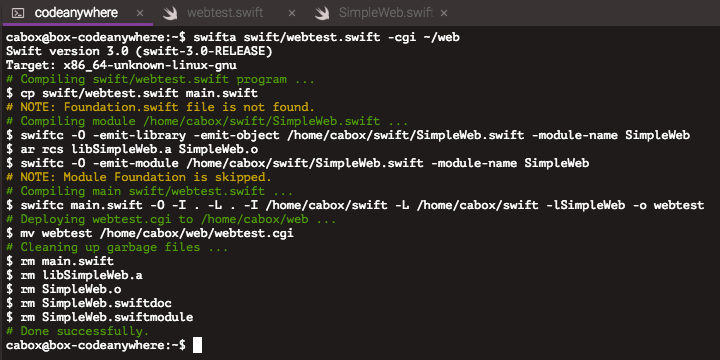 codeanywhere × webtest.swift × SimpleWeb.swift ×
cabox@box-codeanywhere:~$ swifta swift/webtest.swift -cgi ~/web
Swift version 3.0 (swift-3.0-RELEASE)
Target: x86_64-unknown-linux-gnu
# Compiling swift/webtest.swift program ...
$ cp swift/webtest.swift main.swift
# NOTE: Foundation.swift file is not found.
# Compiling module /home/cabox/swift/SimpleWeb.swift ...
$ swiftc -O -emit-library -emit-object /home/cabox/swift/SimpleWeb.swift -module-name SimpleWeb
$ ar rcs libSimpleWeb.a SimpleWeb.o
$ swiftc -O -emit-module /home/cabox/swift/SimpleWeb.swift -module-name SimpleWeb
# NOTE: Module Foundation is skipped.
# Compiling main swift/webtest.swift ...
$ swiftc main.swift -O -I . -L . -I /home/cabox/swift -L /home/cabox/swift -lSimpleWeb -o webtest
# Deploying webtest.cgi to /home/cabox/web ...
$ mv webtest /home/cabox/web/webtest.cgi
# Cleaning up garbage files ...
$ rm main.swift
$ rm libSimpleWeb.a
$ rm SimpleWeb.o
$ rm SimpleWeb.swiftdoc
$ rm SimpleWeb.swiftmodule
# Done successfully.
cabox@box-codeanywhere:~$